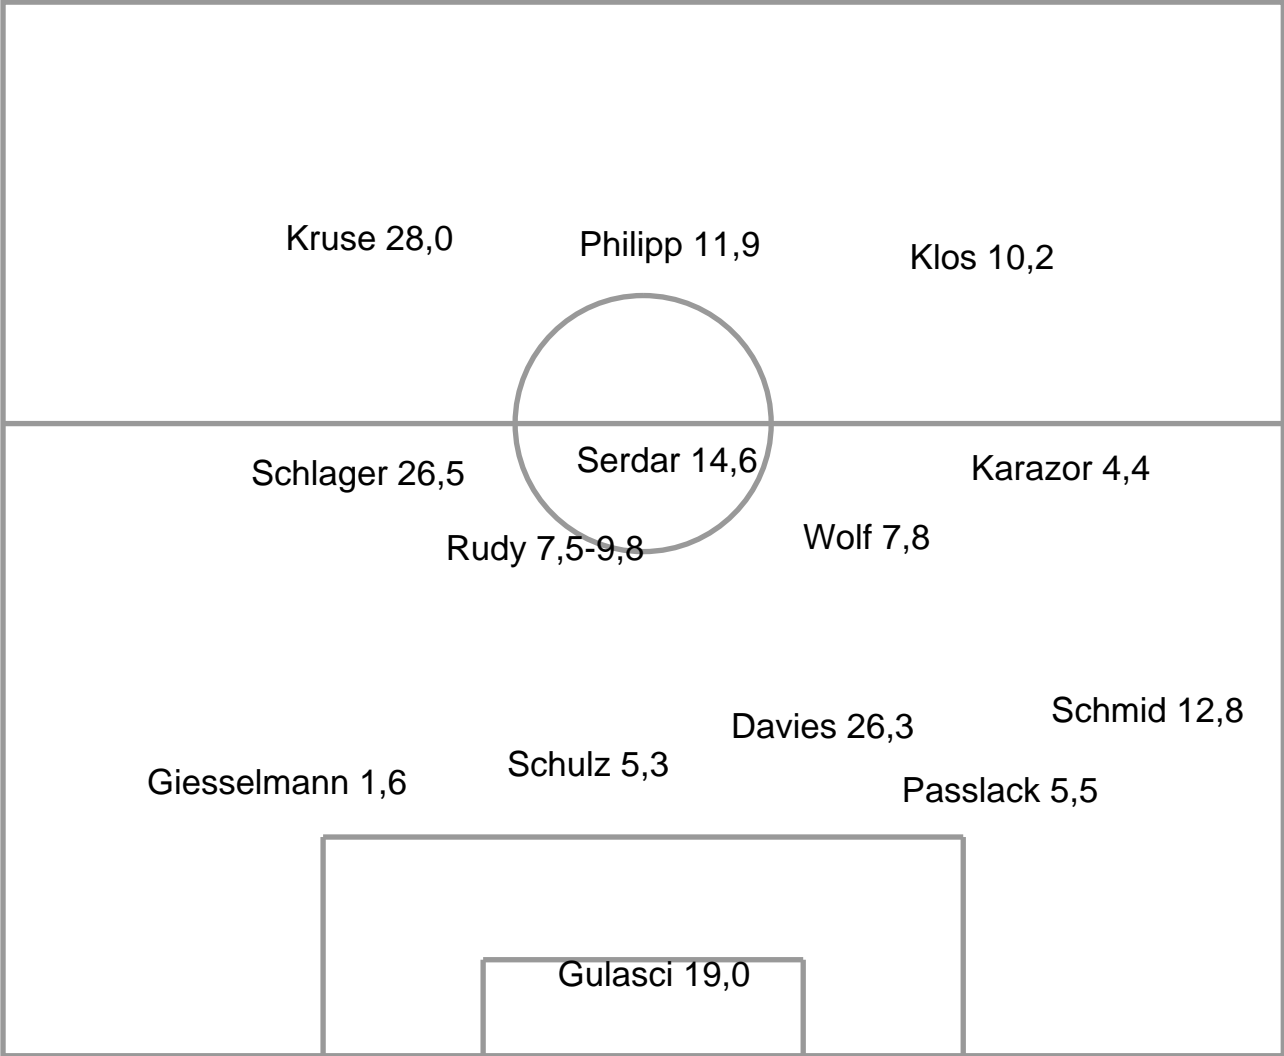 Kruse 28,0
Philipp 11,9
Klos 10,2
Schlager 26,5
Serdar 14,6
Karazor 4,4
Rudy 7,5-9,8
Wolf 7,8
Schmid 12,8
Davies 26,3
Schulz 5,3
Giesselmann 1,6
Passlack 5,5
Gulasci 19,0